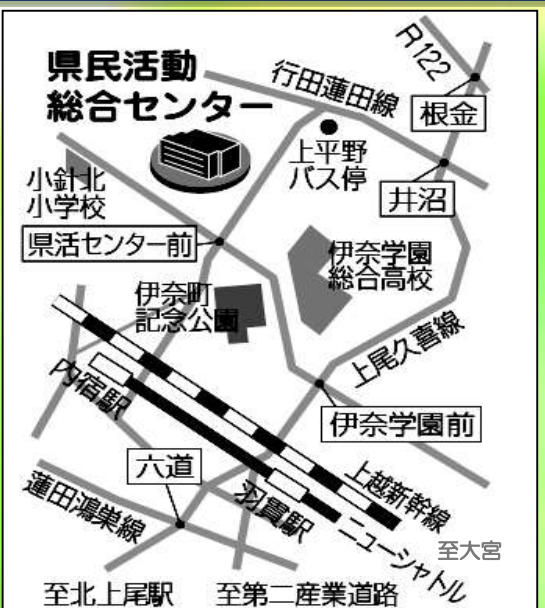 県民活動
総合センター
R122
行田蓮田線
根金
上平野
バス停
井沼
小針北
小学校
県活センター前
伊奈学園
総合高校
伊奈町
記念公園
上尾久喜線
内宿駅
伊奈学園前
六道
羽貫駅
上越新幹線
蓮田鴻巣線
ニューシャトル
至大宮
至北上尾駅
至第二産業道路